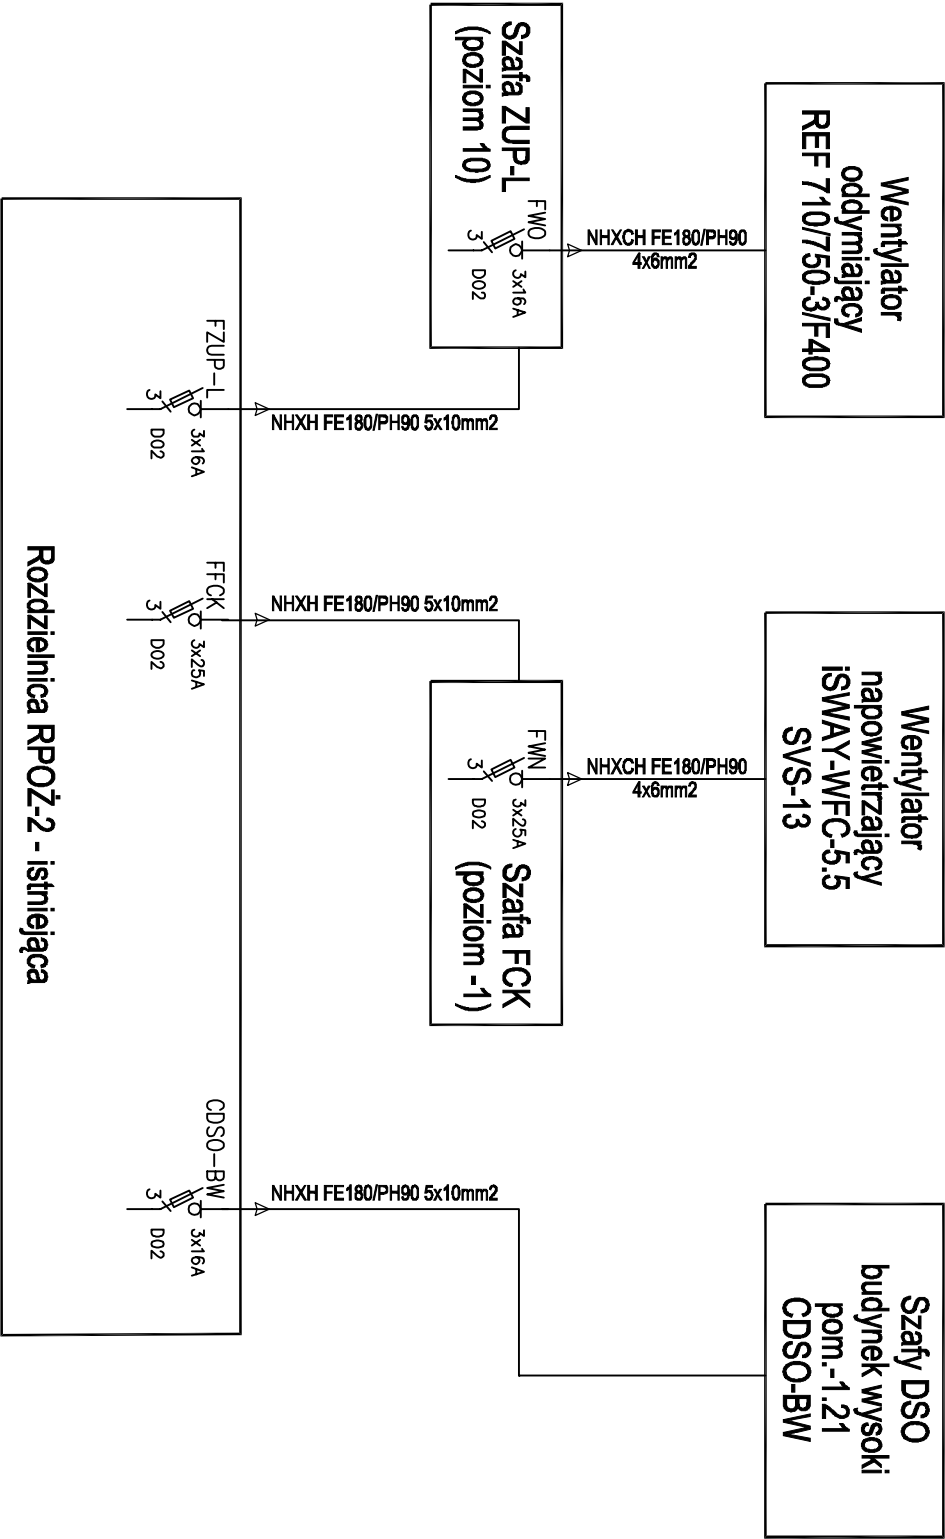 Wentylator
oddymiający
REF 710/750-3/F400
Wentylator
napowietrzający
iSWAY-WFC-5.5
SVS-13
Szafy DSO
budynek wysoki
pom.-1.21
CDSO-BW
NHXCH FE180/PH90
4x6mm2
NHXCH FE180/PH90
4x6mm2
Szafa ZUP-L
(poziom 10)
FWO
3x16A
3
D02
FWN
3x25A
3
D02
Szafa FCK
(poziom -1)
NHXH FE180/PH90 5x10mm2
NHXH FE180/PH90 5x10mm2
NHXH FE180/PH90 5x10mm2
FZUP-L
3x16A
3
D02
FFCK
3x25A
3
D02
CDSO-BW
3x16A
3
D02
Rozdzielnica RPOŻ-2 - istniejąca